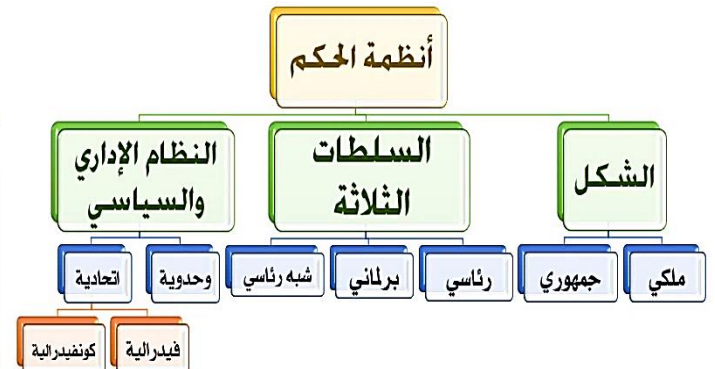 أنظمة الحكم
الشكل
السلطات
الثلاثة
النظام الإداري
والسياسي
ملكي
جمهوري
رئاسي
برلماني
شبه رئاسي
وحدوية
اتحادية
فيدرالية
كونفيدرالية